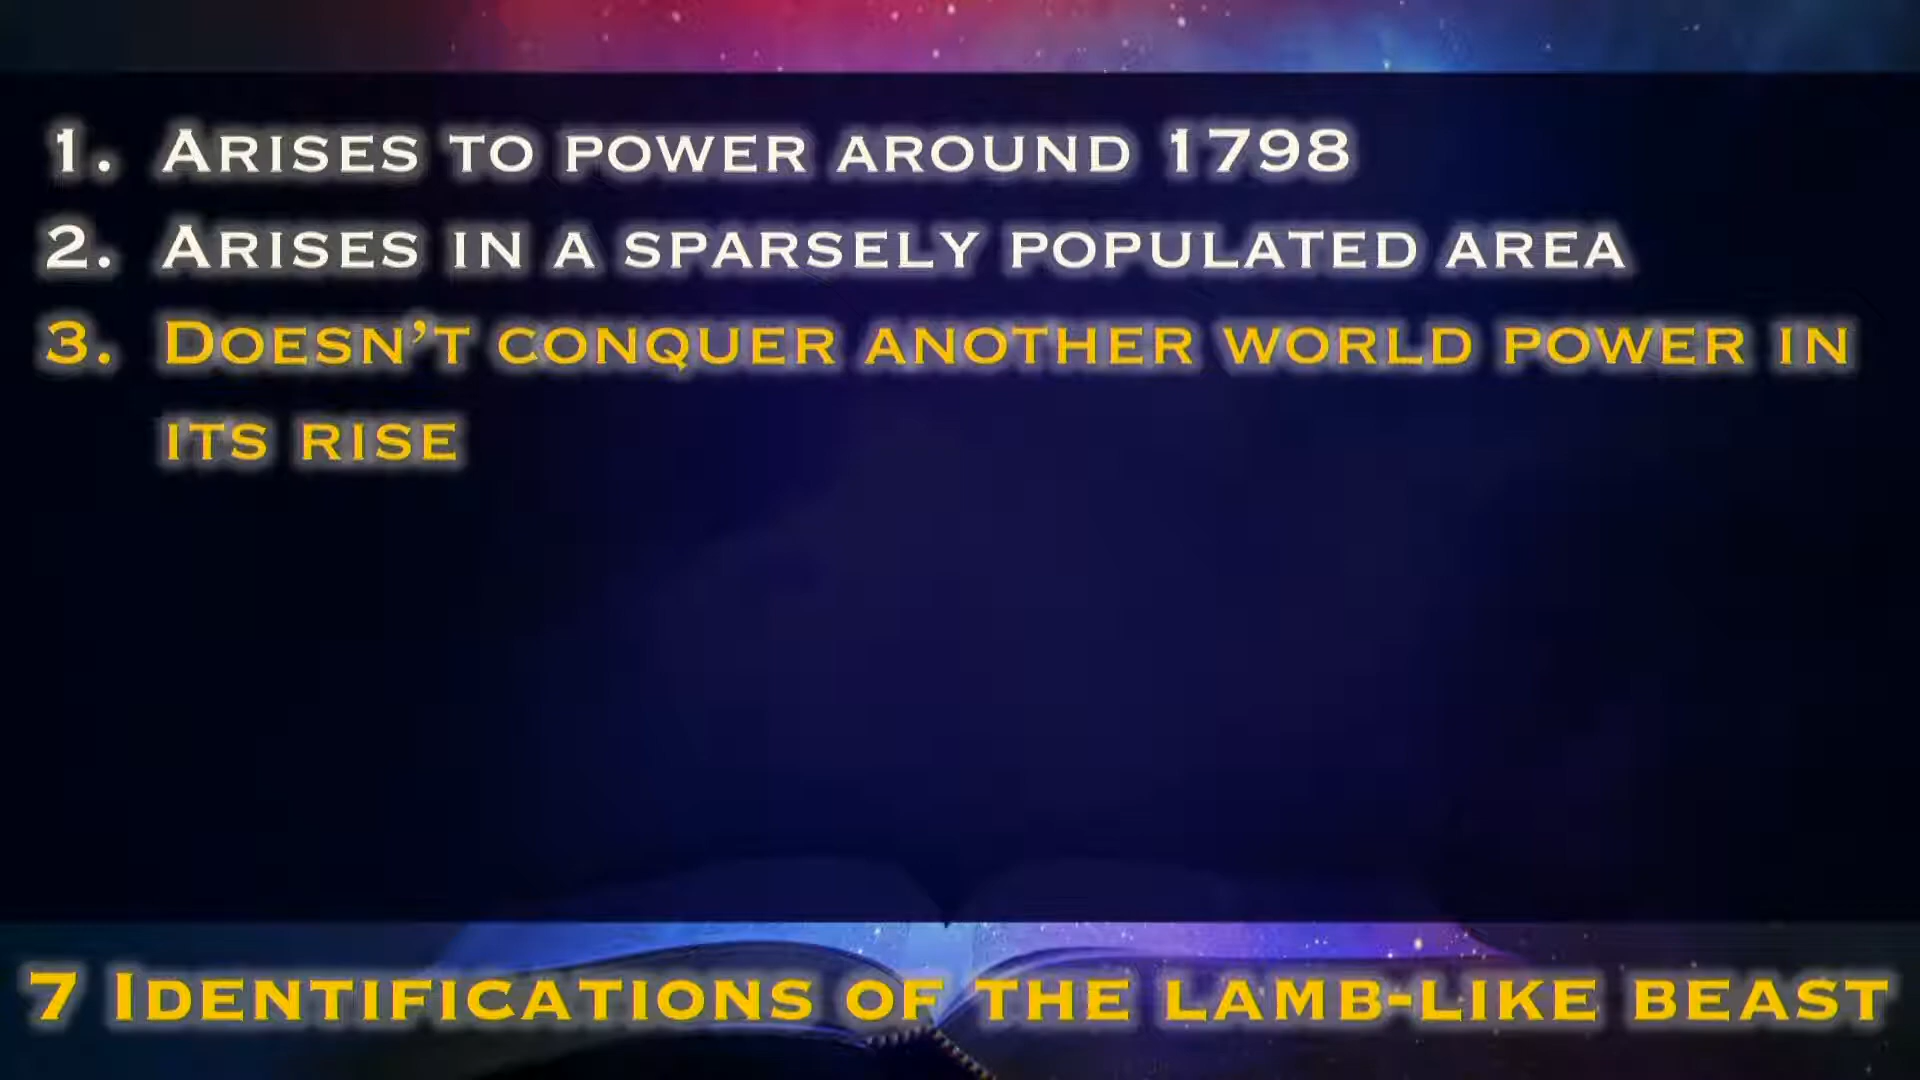 1. Arises to power around 1798
2. Arises in a sparsely populated area
3. Doesn’t conquer another world power in
its rise
7 Identifications of the lamb-like beast